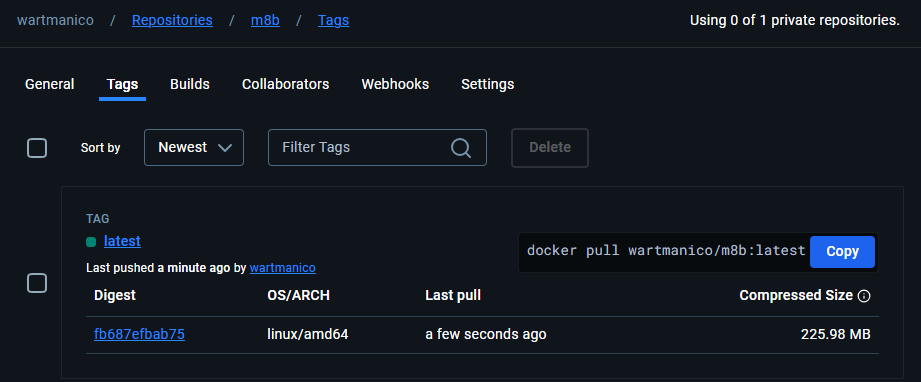 wartmanico / Repositories / m8b / Tags Using 0 of 1 private repositories.
General Tags Builds Collaborators Webhooks Settings
Sort by Newest Filter Tags Delete
TAG
latest
docker pull wartmanico/m8b:latest Copy
Last pushed a minute ago by wartmanico
Digest OS/ARCH Last pull Compressed Size
fb687efbab75 linux/amd64 a few seconds ago 225.98 MB